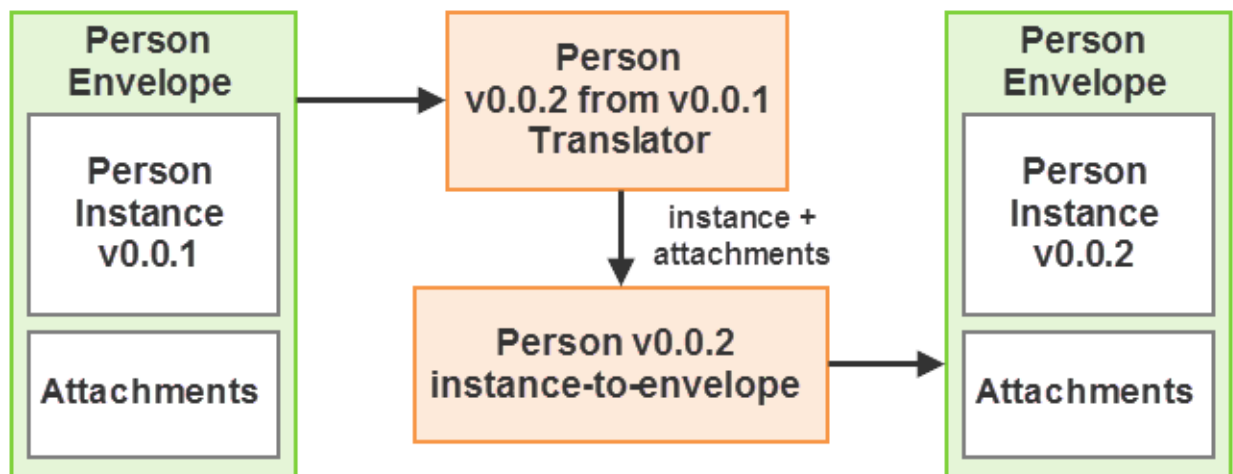 Person
Envelope
Person
Instance
v0.0.1
Attachments
Person
v0.0.2 from v0.0.1
Translator
instance +
attachments
Person v0.0.2
instance-to-envelope
Person
Envelope
Person
Instance
v0.0.2
Attachments